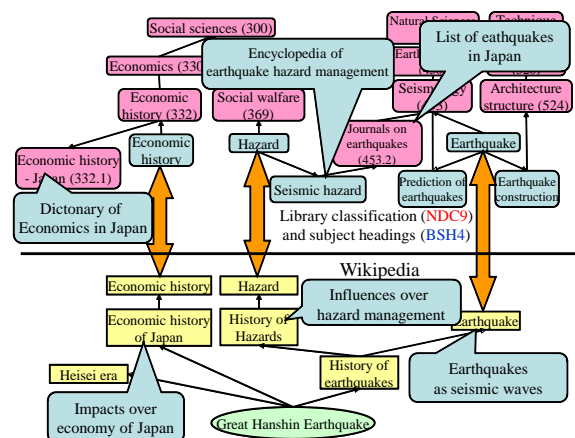 Social sciences (300)
Natural Scien
Technique
Encyclopedia of
earthquake hazard management
List of eathquakes
in Japan
Economics (330
Earth
Economic
history (332)
Social welfare
(369)
Seism
Architecture
structure (524)
Economic
history
Hazard
Journals on
earthquakes (453.2)
Earthquake
Economic history
- Japan (332.1)
Seismic hazard
Prediction of
earthquakes
Earthquake
construction
Dictonary of
Economics in Japan
Library classification (NDC9)
and subject headings (BSH4)
Wikipedia
Economic history
Hazard
Influences over
hazard management
Economic history
of Japan
History of
Hazards
Earthquake
Heisei era
History of
earthquakes
Earthquakes
as seismic waves
Impacts over
economy of Japan
Great Hanshin Earthquake